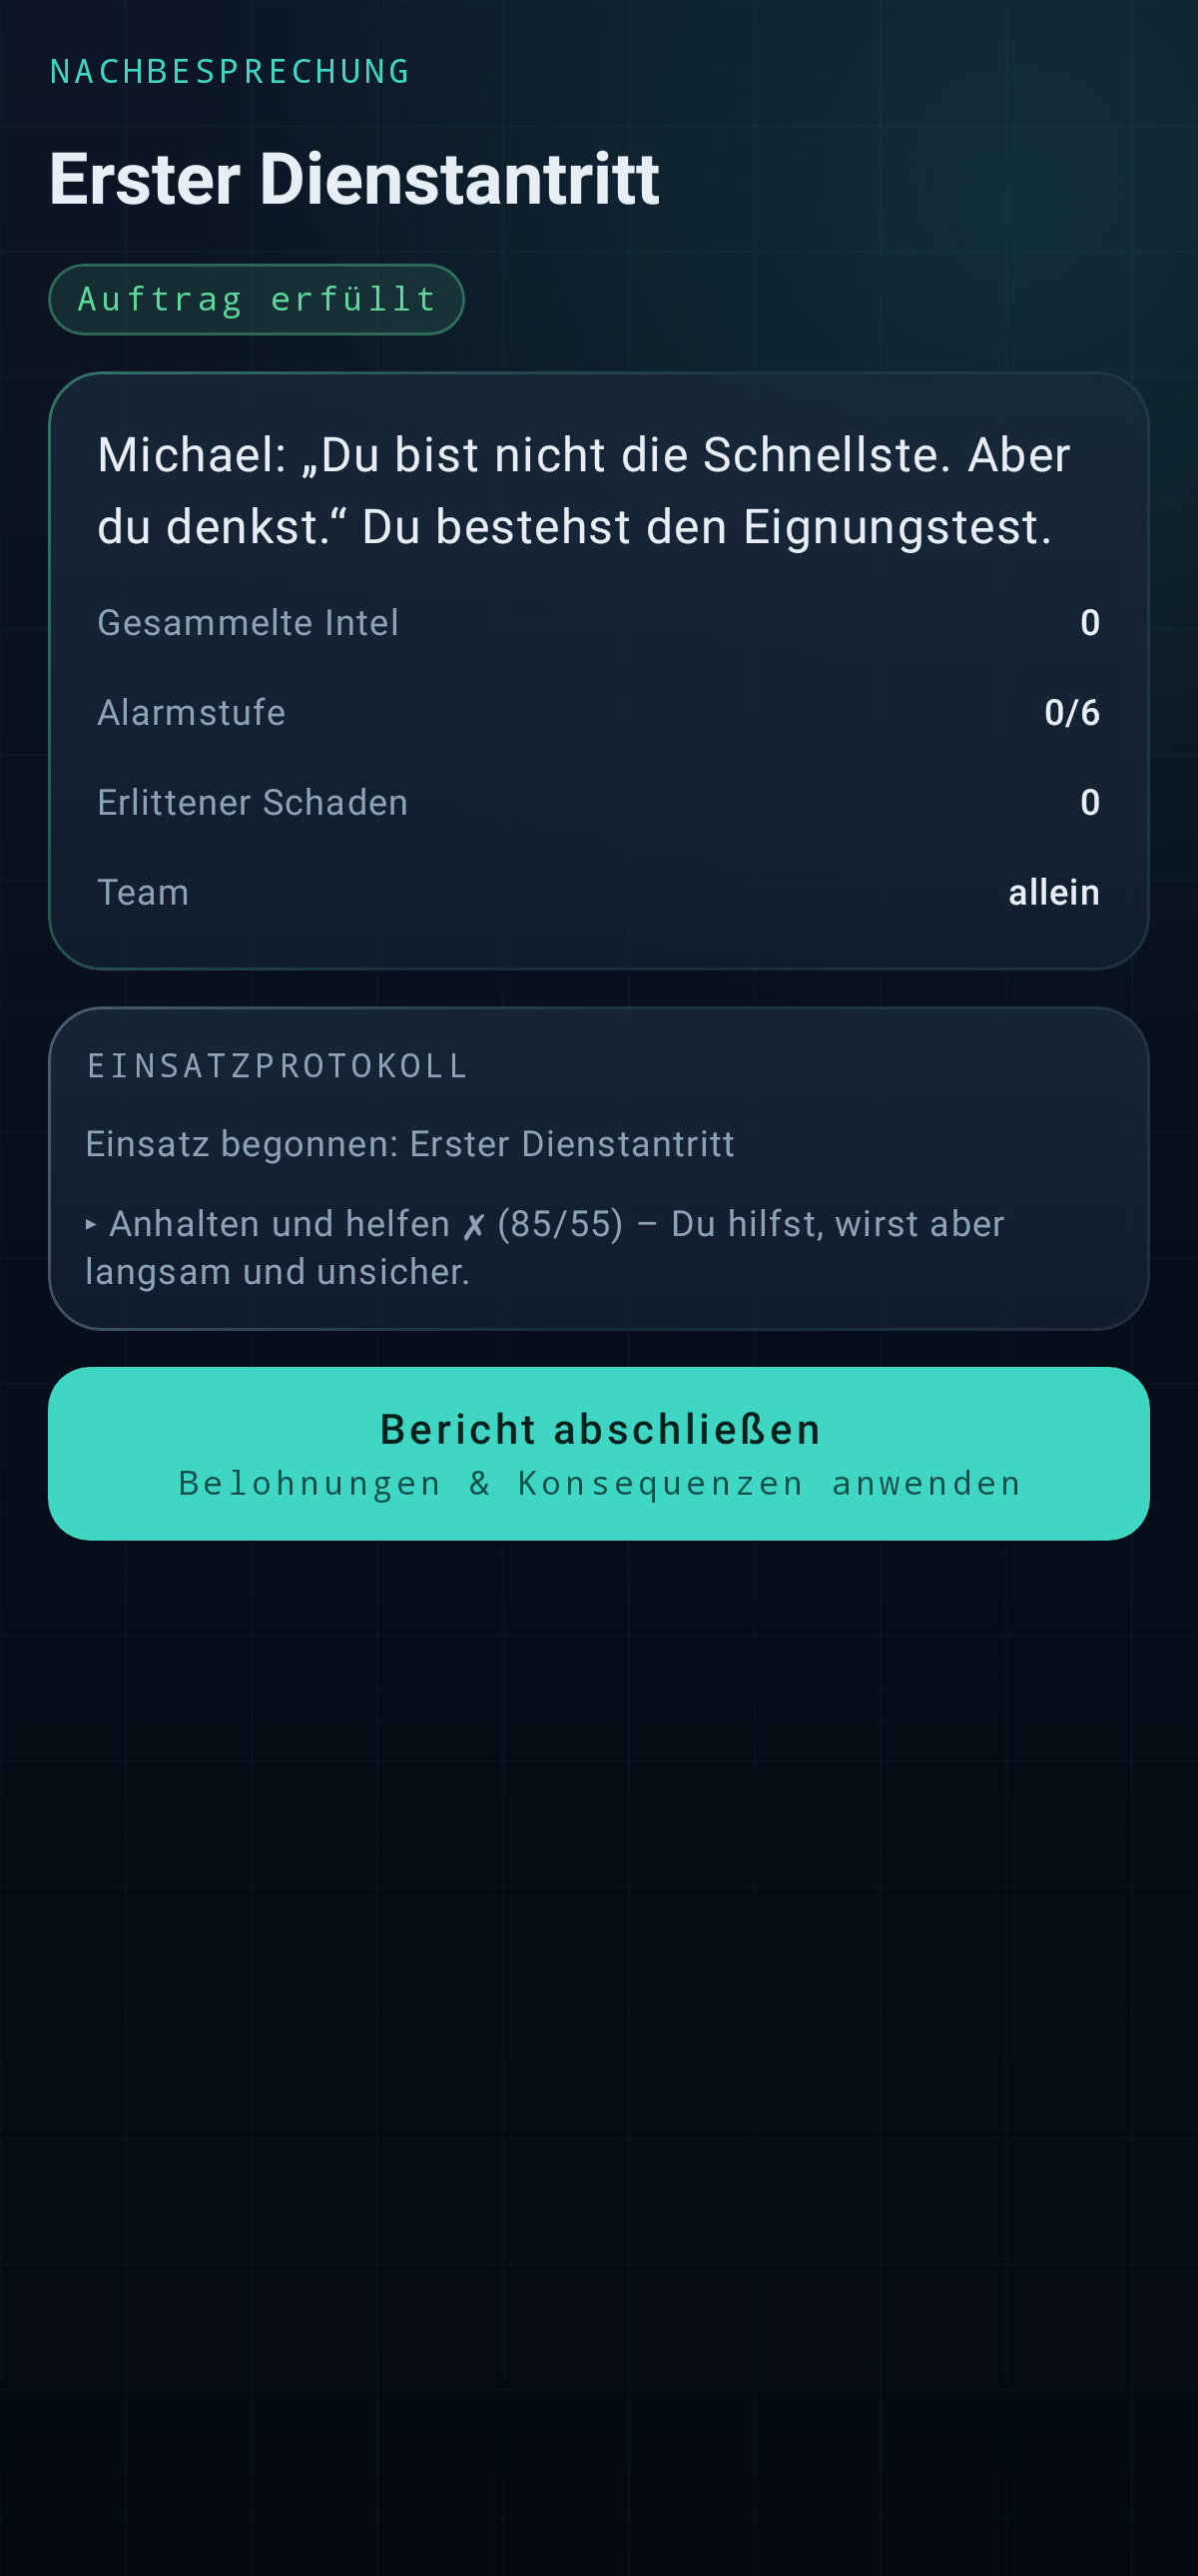 NACHBESPRECHUNG
Erster Dienstantritt
Auftrag erfüllt
Michael: „Du bist nicht die Schnellste. Aber
du denkst.“ Du bestehst den Eignungstest.
Gesammelte Intel 0
Alarmstufe 0/6
Erlittener Schaden 0
Team allein
EINSATZPROTOKOLL
Einsatz begonnen: Erster Dienstantritt
▸ Anhalten und helfen ✗ (85/55) – Du hilfst, wirst aber
langsam und unsicher.
Bericht abschließen
Belohnungen & Konsequenzen anwenden